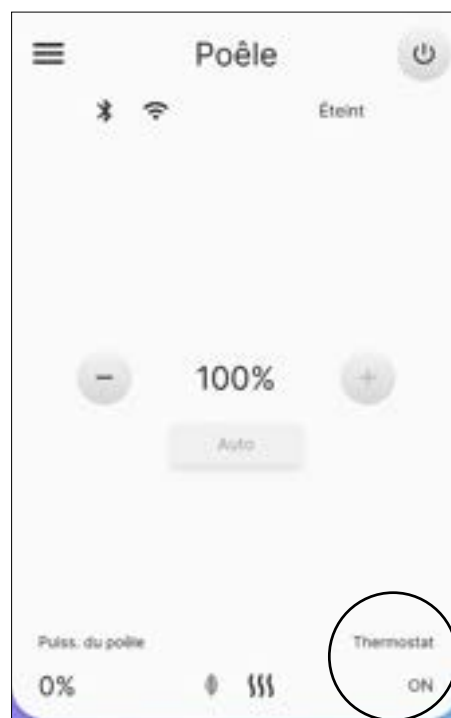 Poêle
Éteint
- 100% +
Auto
Puiss. du poêle Thermostat
0% ON